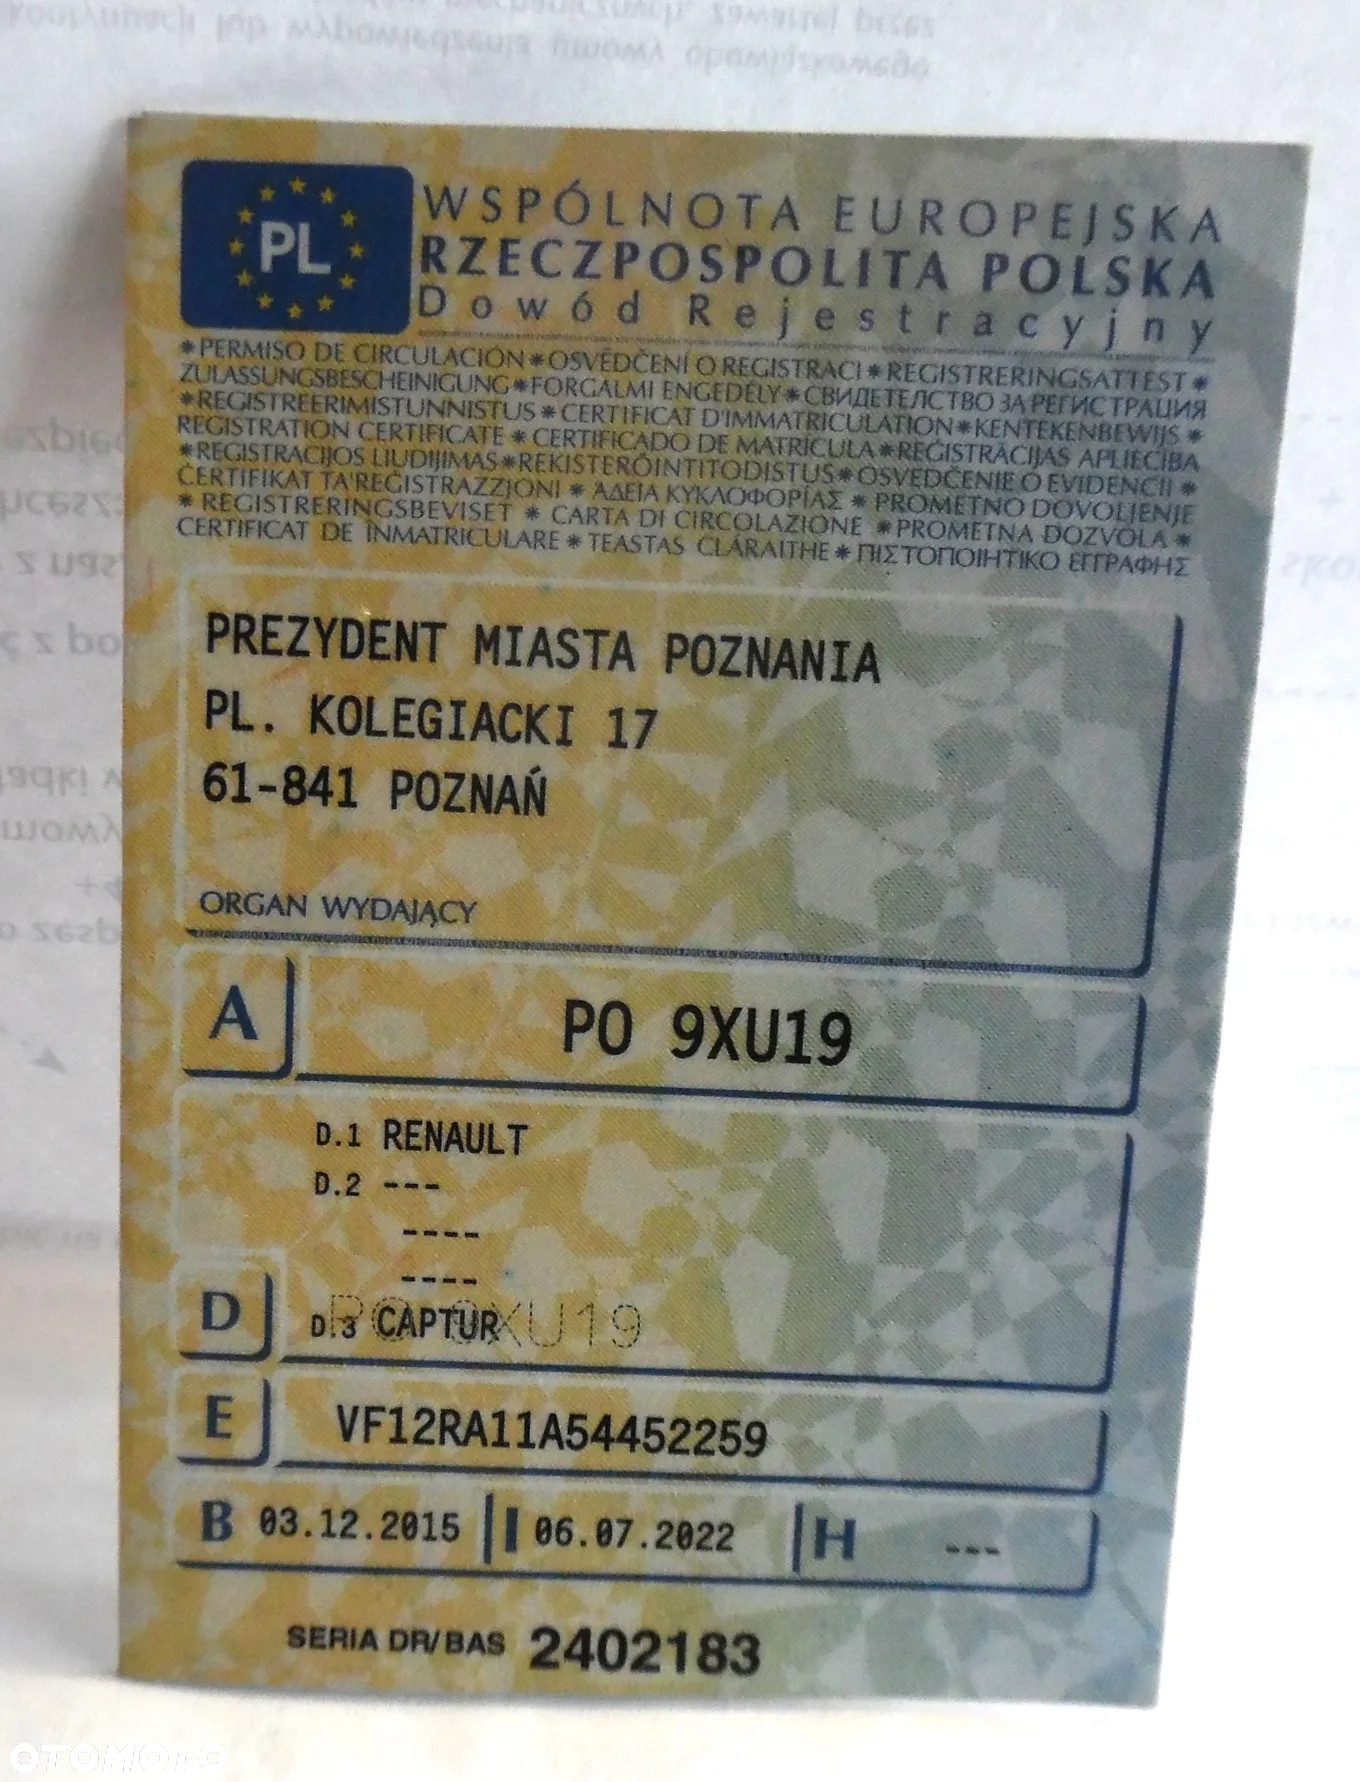 PL
WSPÓLNOTA EUROPEJSKA
RZECZPOSPOLITA POLSKA
Dowód Rejestracyjny
*PERMISO DE CIRCULACIÓN*OSVĚDČENÍ O REGISTRACI*REGISTRERINGSATTEST*
ZULASSUNGSBESCHEINIGUNG*FORGALMI ENGEDÉLY*СВИДЕТЕЛСТВО ЗА РЕГИСТРАЦИЯ
*REGISTREERIMISTUNNISTUS*CERTIFICAT D'IMMATRICULATION*KENTEKENBEWIJS*
REGISTRATION CERTIFICATE*CERTIFICADO DE MATRÍCULA*REĢISTRĀCIJAS APLIECĪBA
*REGISTRACIJOS LIUDIJIMAS*REKISTERÖINTITODISTUS*OSVEDČENIE O EVIDENCII*
ĊERTIFIKAT TA'REĠISTRAZZJONI*ΑΔΕΙΑ ΚΥΚΛΟΦΟΡΙΑΣ*PROMETNO DOVOLJENJE
*REGISTRERINGSBEVISET*CARTA DI CIRCOLAZIONE*PROMETNA DOZVOLA*
CERTIFICAT DE ÎNMATRICULARE*TEASTAS CLÁRAITHE*ΠΙΣΤΟΠΟΙΗΤΙΚΟ ΕΓΓΡΑΦΗΣ
PREZYDENT MIASTA POZNANIA
PL. KOLEGIACKI 17
61-841 POZNAŃ
ORGAN WYDAJĄCY
A PO 9XU19
D.1 RENAULT
D.2 ---
----
----
D D.3 CAPTUR
PO 9XU19
E VF12RA11A54452259
B 03.12.2015 I 06.07.2022 H ---
SERIA DR/BAS 2402183
OTOMOTO